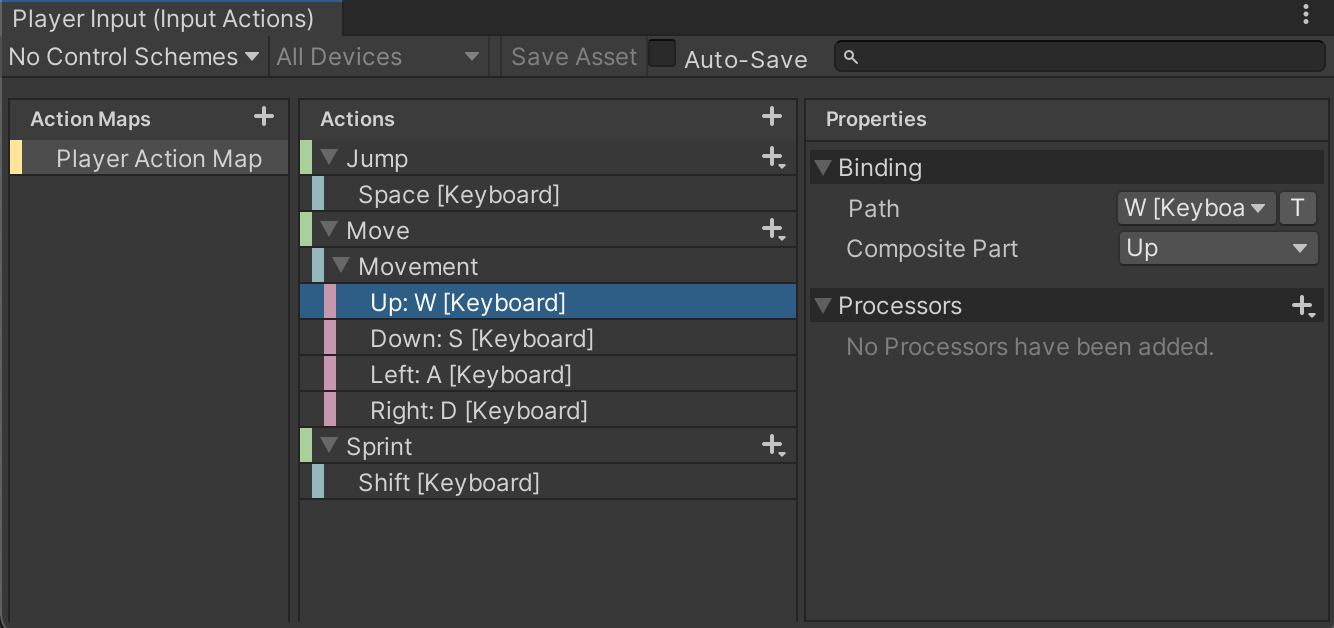 Player Input (Input Actions)
No Control Schemes All Devices Save Asset Auto-Save
Action Maps
Player Action Map
Actions
Jump
Space [Keyboard]
Move
Movement
Up: W [Keyboard]
Down: S [Keyboard]
Left: A [Keyboard]
Right: D [Keyboard]
Sprint
Shift [Keyboard]
Properties
Binding
Path W [Keyboa T
Composite Part Up
Processors
No Processors have been added.